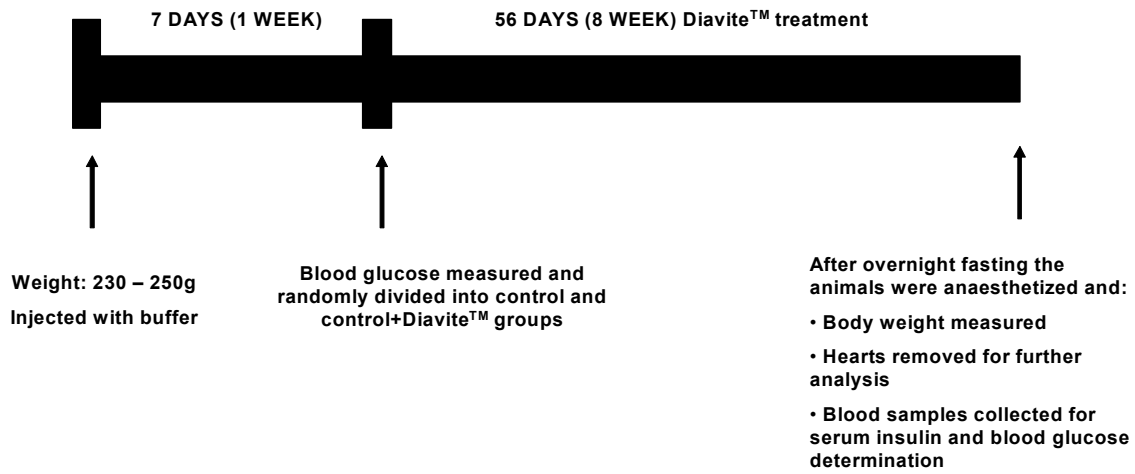 7 DAYS (1 WEEK)
56 DAYS (8 WEEK) Diavite™ treatment
Weight: 230 – 250g
Injected with buffer
Blood glucose measured and
randomly divided into control and
control+Diavite™ groups
After overnight fasting the
animals were anaesthetized and:
• Body weight measured
• Hearts removed for further
analysis
• Blood samples collected for
serum insulin and blood glucose
determination